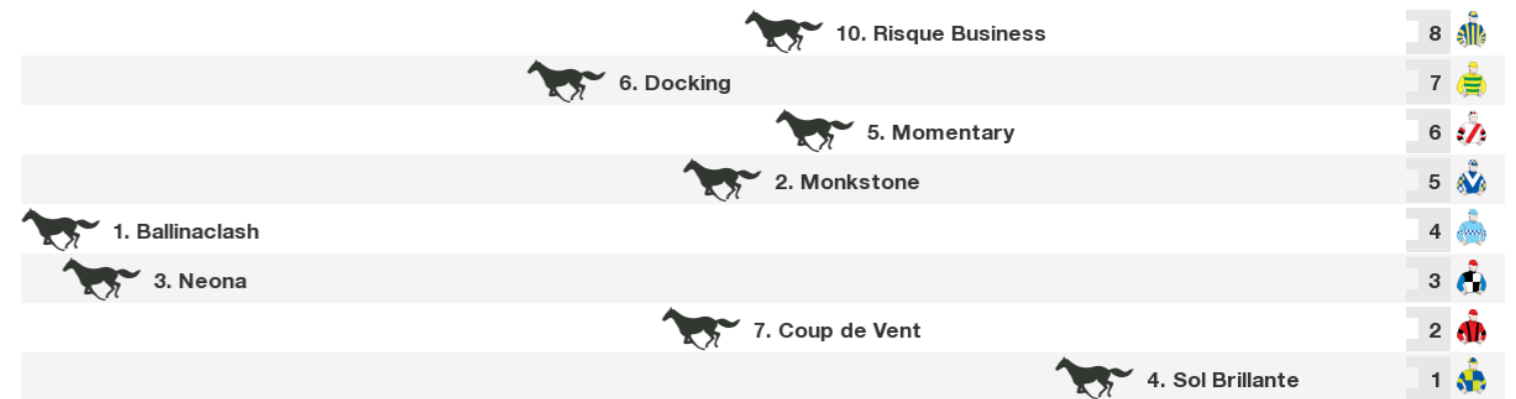 10. Risque Business 8
6. Docking 7
5. Momentary 6
2. Monkstone 5
1. Ballinaclash 4
3. Neona 3
7. Coup de Vent 2
4. Sol Brillante 1